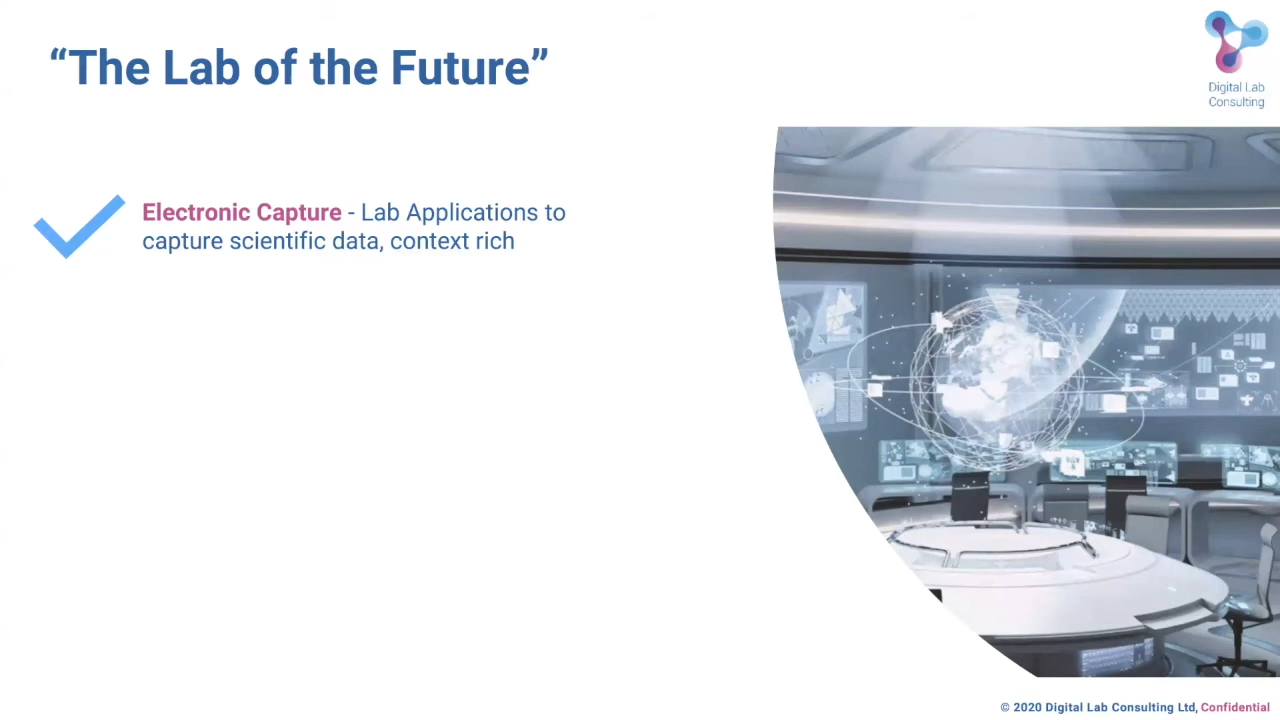 “The Lab of the Future”
Digital Lab
Consulting
Electronic Capture - Lab Applications to
capture scientific data, context rich
© 2020 Digital Lab Consulting Ltd, Confidential